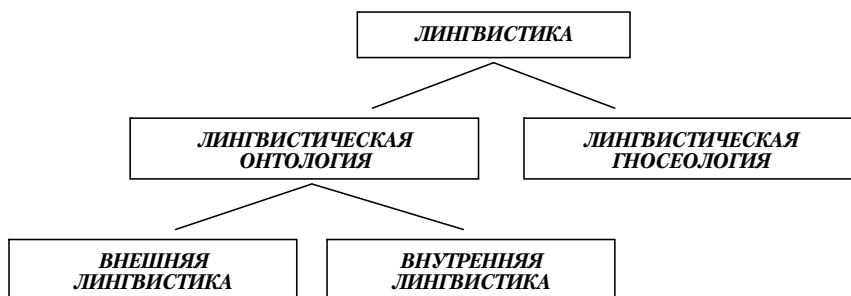 ЛИНГВИСТИКА
ЛИНГВИСТИЧЕСКАЯ
ОНТОЛОГИЯ
ЛИНГВИСТИЧЕСКАЯ
ГНОСЕОЛОГИЯ
ВНЕШНЯЯ
ЛИНГВИСТИКА
ВНУТРЕННЯЯ
ЛИНГВИСТИКА